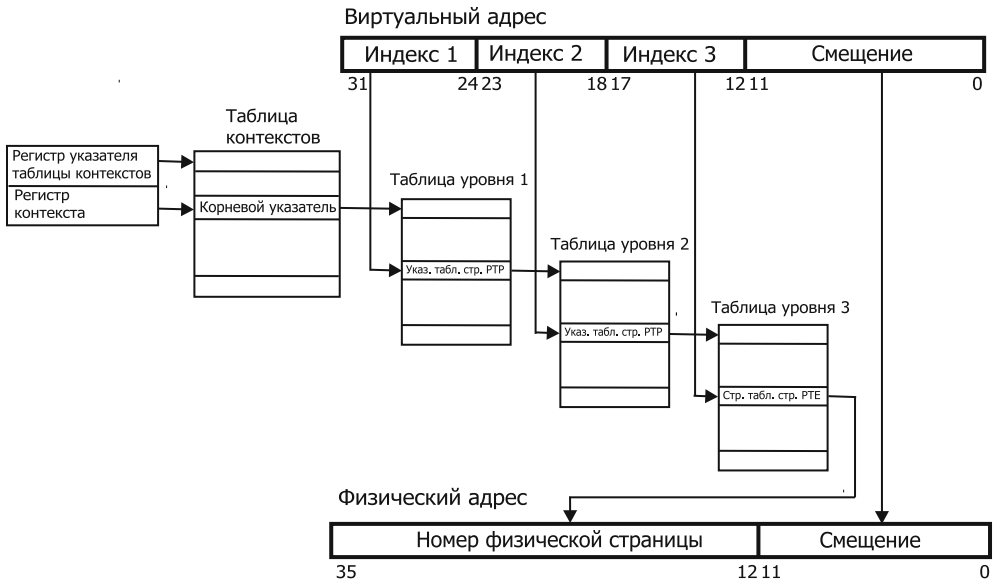 Виртуальный адрес
Индекс 1 Индекс 2 Индекс 3 Смещение
31 24 23 18 17 12 11 0
Таблица
контекстов
Регистр указателя
таблицы контекстов
Регистр
контекста
Корневой указатель
Таблица уровня 1
Указ. табл. стр. PTP
Таблица уровня 2
Указ. табл. стр. PTP
Таблица уровня 3
Стр. табл. стр. PTE
Физический адрес
Номер физической страницы Смещение
35 12 11 0